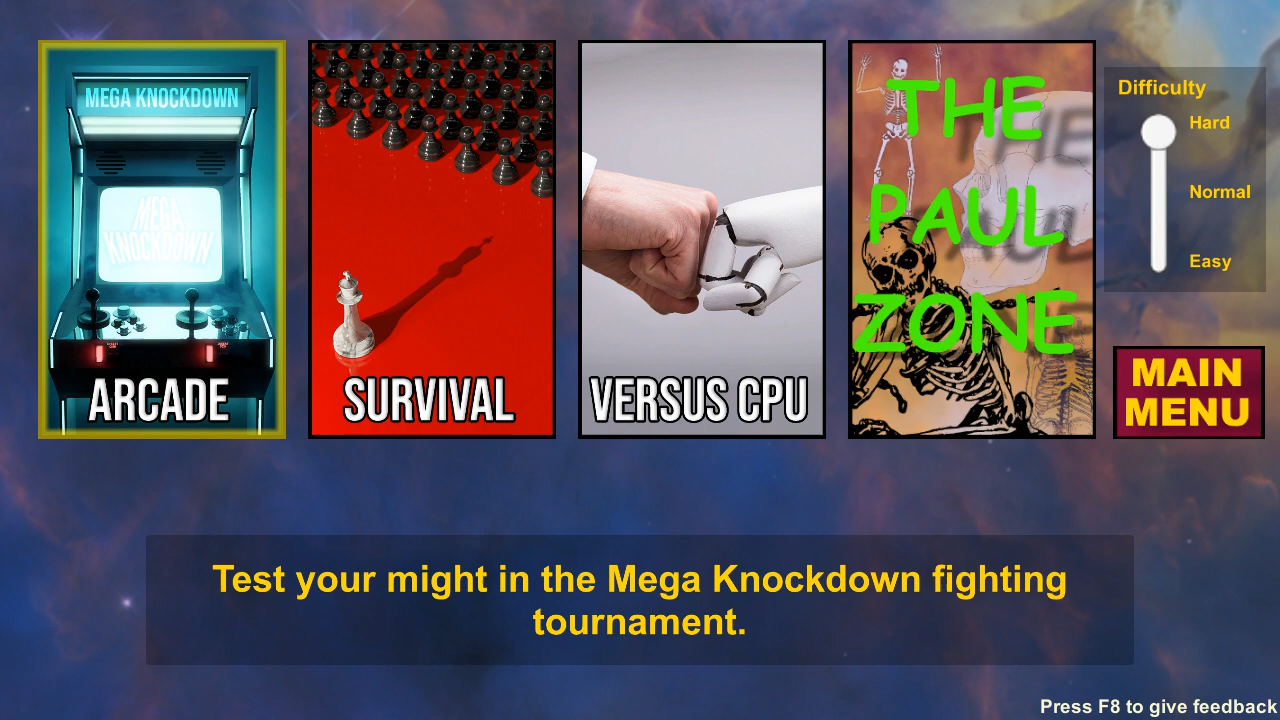 MEGA KNOCKDOWN
MEGA
KNOCKDOWN
ARCADE
SURVIVAL
VERSUS CPU
THE
PAUL
ZONE
Difficulty
Hard
Normal
Easy
MAIN
MENU
Test your might in the Mega Knockdown fighting
tournament.
Press F8 to give feedback